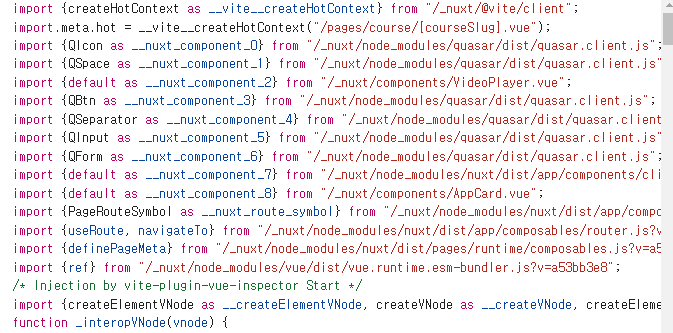 import {createHotContext as __vite__createHotContext} from "/_nuxt/@vite/client";
import.meta.hot = __vite__createHotContext("/pages/course/[courseSlug].vue");
import {QIcon as __nuxt_component_0} from "/_nuxt/node_modules/quasar/dist/quasar.client.js";
import {QSpace as __nuxt_component_1} from "/_nuxt/node_modules/quasar/dist/quasar.client.js"
import {default as __nuxt_component_2} from "/_nuxt/components/VideoPlayer.vue";
import {QBtn as __nuxt_component_3} from "/_nuxt/node_modules/quasar/dist/quasar.client.js";
import {QSeparator as __nuxt_component_4} from "/_nuxt/node_modules/quasar/dist/quasar.client
import {QInput as __nuxt_component_5} from "/_nuxt/node_modules/quasar/dist/quasar.client.js"
import {QForm as __nuxt_component_6} from "/_nuxt/node_modules/quasar/dist/quasar.client.js";
import {default as __nuxt_component_7} from "/_nuxt/node_modules/nuxt/dist/app/components/cli
import {default as __nuxt_component_8} from "/_nuxt/components/AppCard.vue";
import {PageRouteSymbol as __nuxt_route_symbol} from "/_nuxt/node_modules/nuxt/dist/app/compo
import {useRoute, navigateTo} from "/_nuxt/node_modules/nuxt/dist/app/composables/router.js?v
import {definePageMeta} from "/_nuxt/node_modules/nuxt/dist/pages/runtime/composables.js?v=a5
import {ref} from "/_nuxt/node_modules/vue/dist/vue.runtime.esm-bundler.js?v=a53bb3e8";
/* Injection by vite-plugin-vue-inspector Start */
import {createElementVNode as __createElementVNode, createVNode as __createVNode, createEleme
function _interopVNode(vnode) {